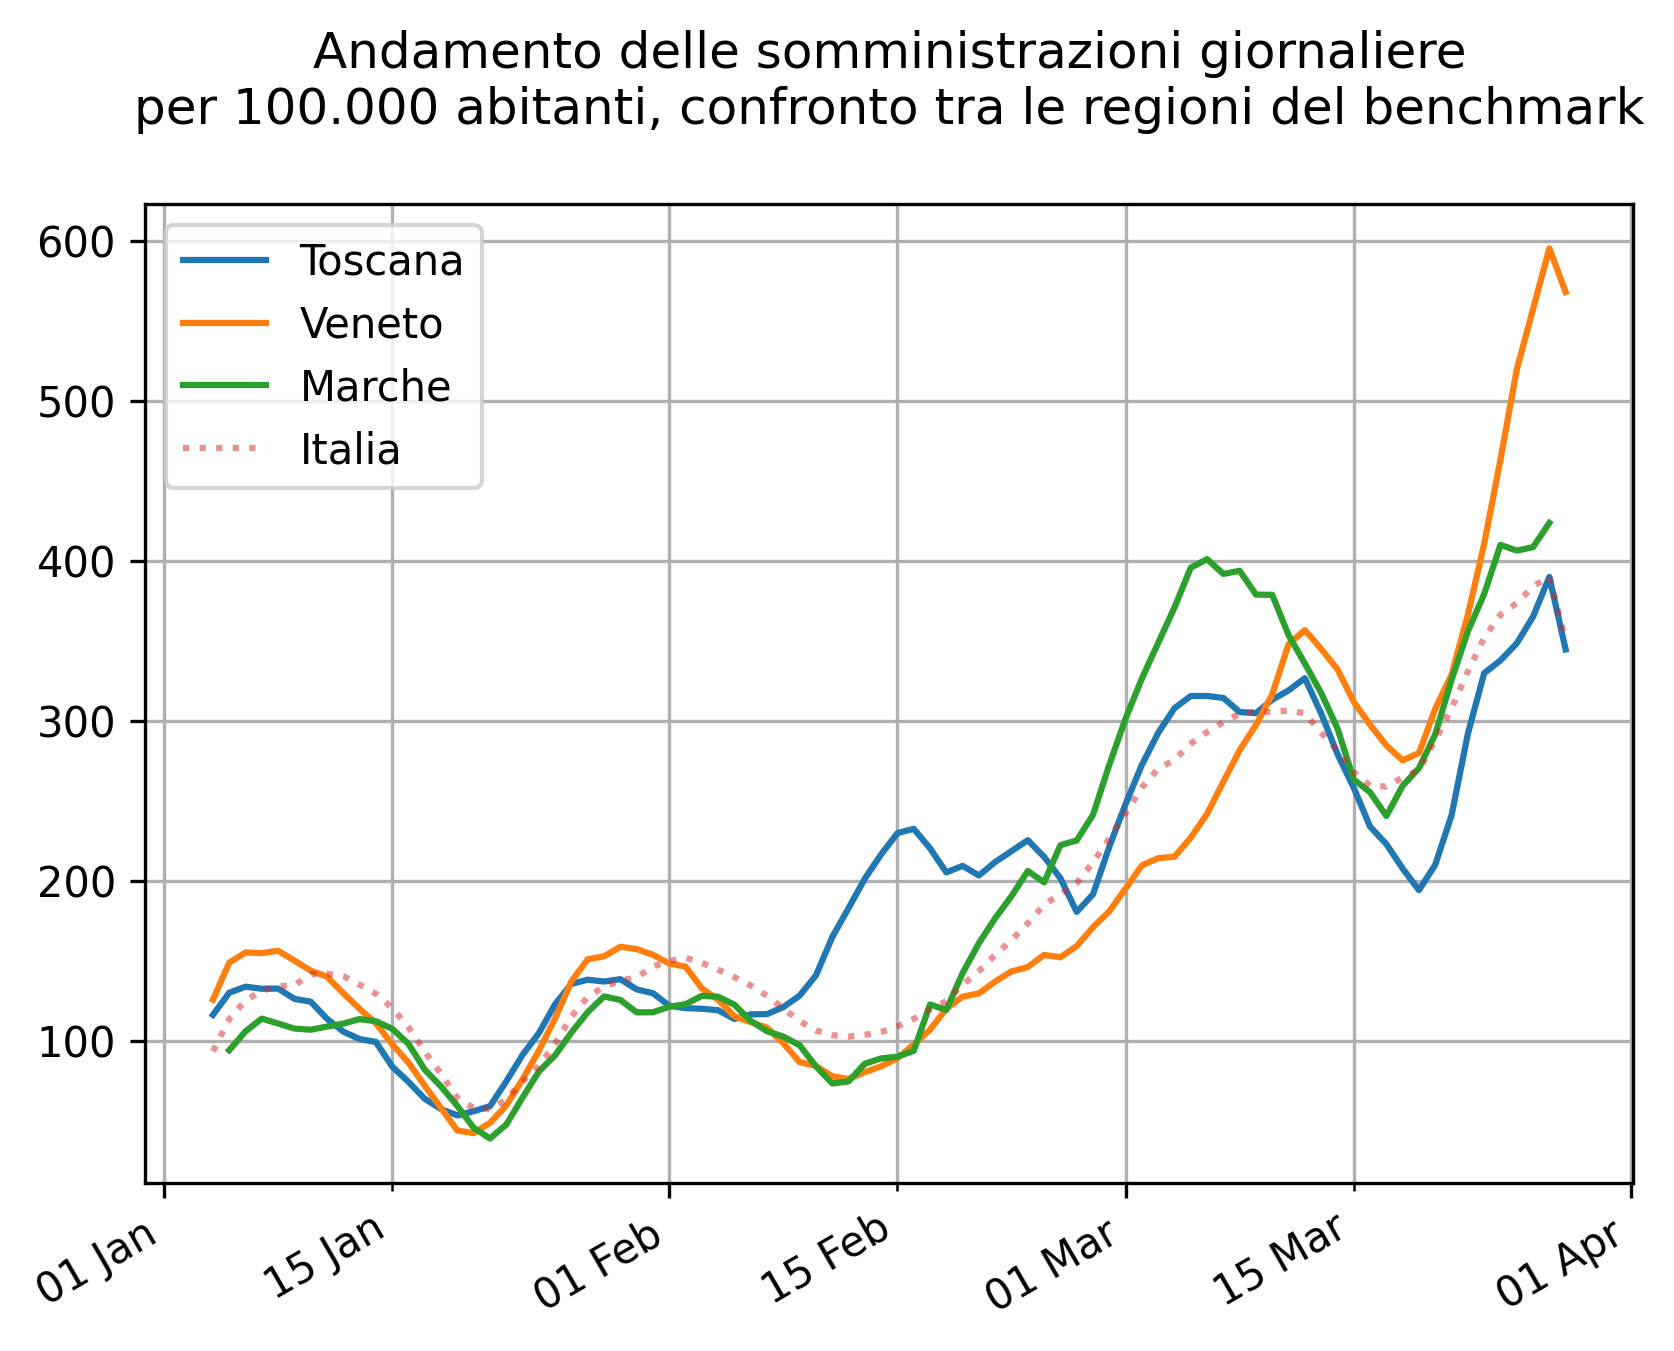 Andamento delle somministrazioni giornaliere
per 100.000 abitanti, confronto tra le regioni del benchmark
600
500
400
300
200
100
Toscana
Veneto
Marche
Italia
01 Jan
15 Jan
01 Feb
15 Feb
01 Mar
15 Mar
01 Apr